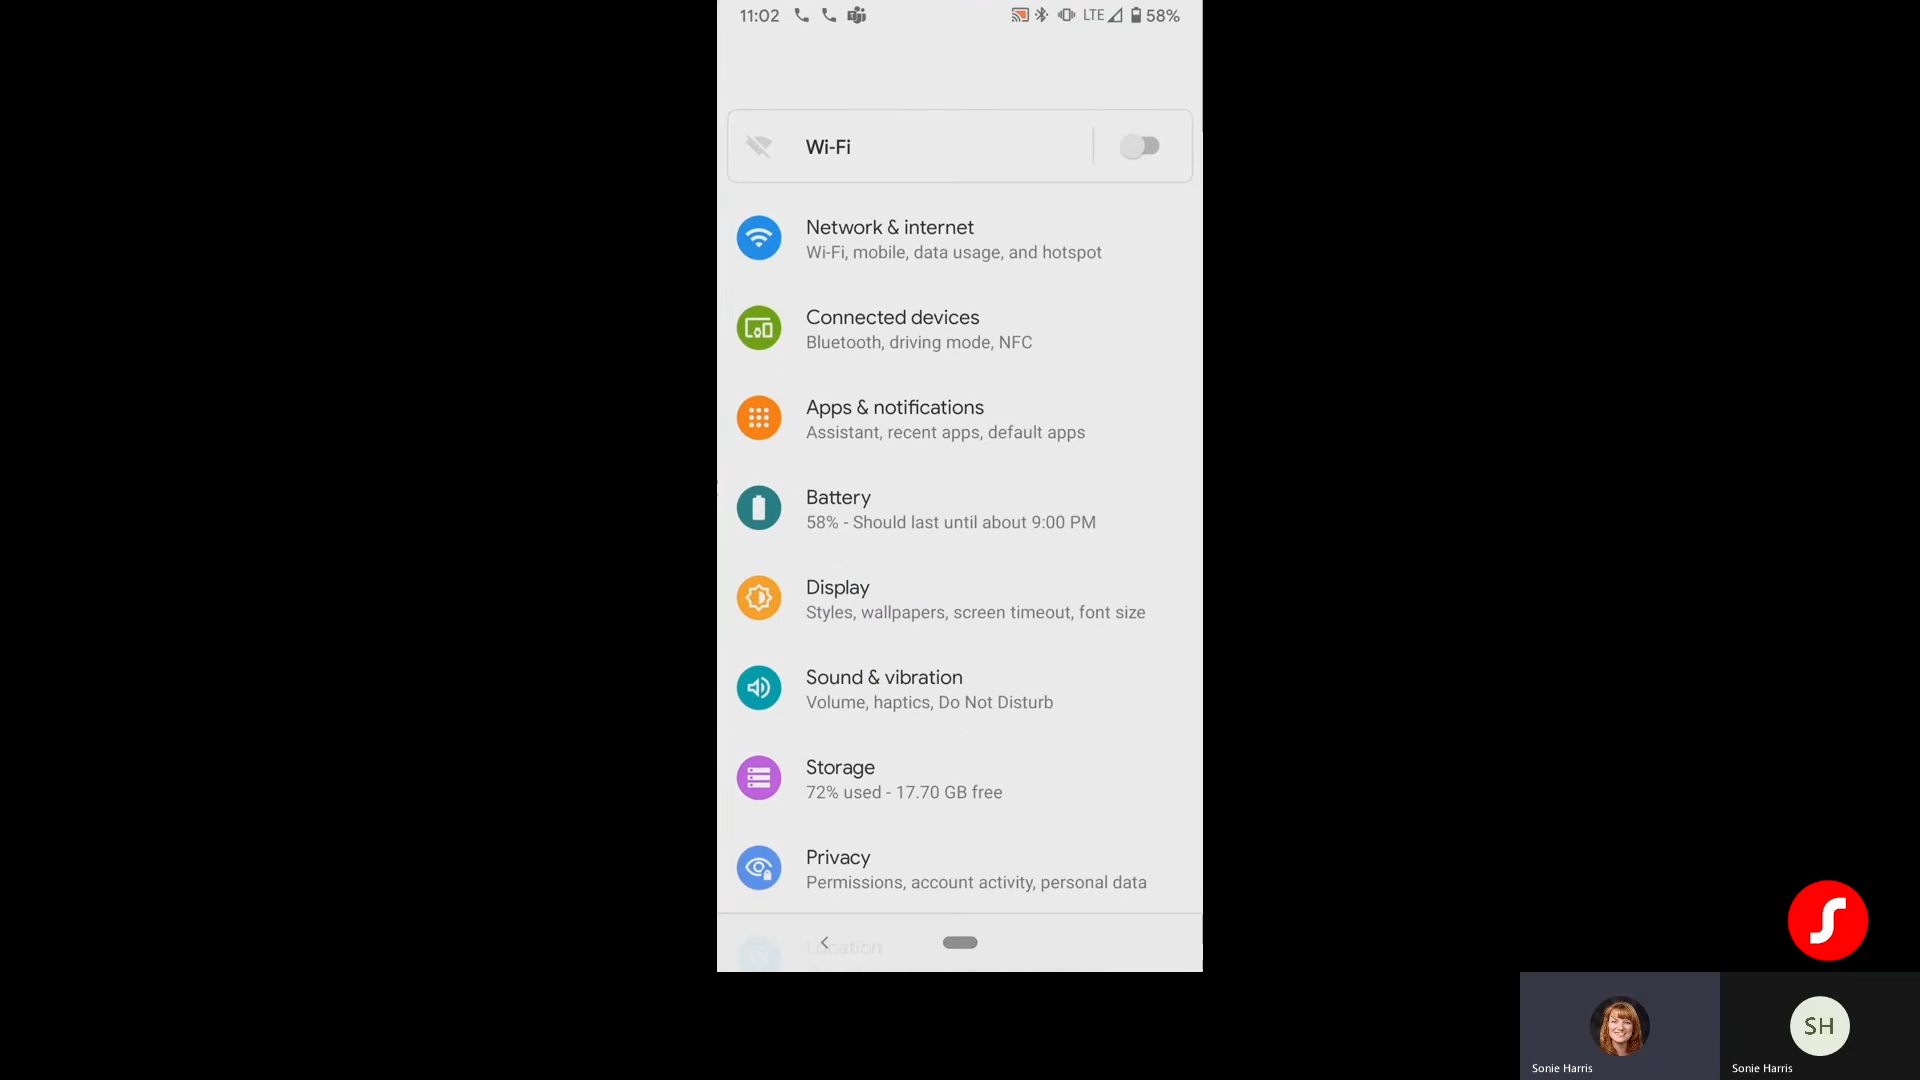 11:02 LTE 58%
Wi-Fi
Network & internet
Wi-Fi, mobile, data usage, and hotspot
Connected devices
Bluetooth, driving mode, NFC
Apps & notifications
Assistant, recent apps, default apps
Battery
58% - Should last until about 9:00 PM
Display
Styles, wallpapers, screen timeout, font size
Sound & vibration
Volume, haptics, Do Not Disturb
Storage
72% used - 17.70 GB free
Privacy
Permissions, account activity, personal data
Location
SH
Sonie Harris
Sonie Harris